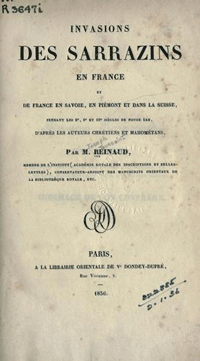 R
R3647i
INVASIONS
DES SARRAZINS
EN FRANCE
ET
DE FRANCE EN SAVOIE, EN PIÉMONT ET DANS LA SUISSE,
PENDANT LES 8e, 9e ET 10e SIÈCLES DE NOTRE ÈRE,
D'APRÈS LES AUTEURS CHRÉTIENS ET MAHOMÉTANS,
Joseph Toussaint
PAR M. REINAUD,
MEMBRE DE L'INSTITUT (ACADÉMIE ROYALE DES INSCRIPTIONS ET BELLES-
LETTRES), CONSERVATEUR-ADJOINT DES MANUSCRITS ORIENTAUX DE
LA BIBLIOTHÈQUE ROYALE, ETC.
PARIS,
A LA LIBRAIRIE ORIENTALE DE Ve DONDEY-DUPRÉ,
RUE VIVIENNE, 2.
1836.